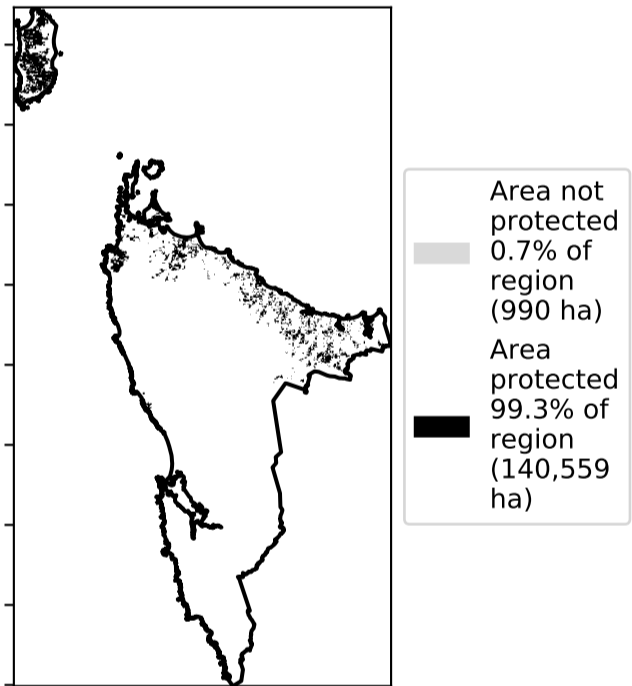 Area not
protected
0.7% of
region
(990 ha)
Area
protected
99.3% of
region
(140,559
ha)